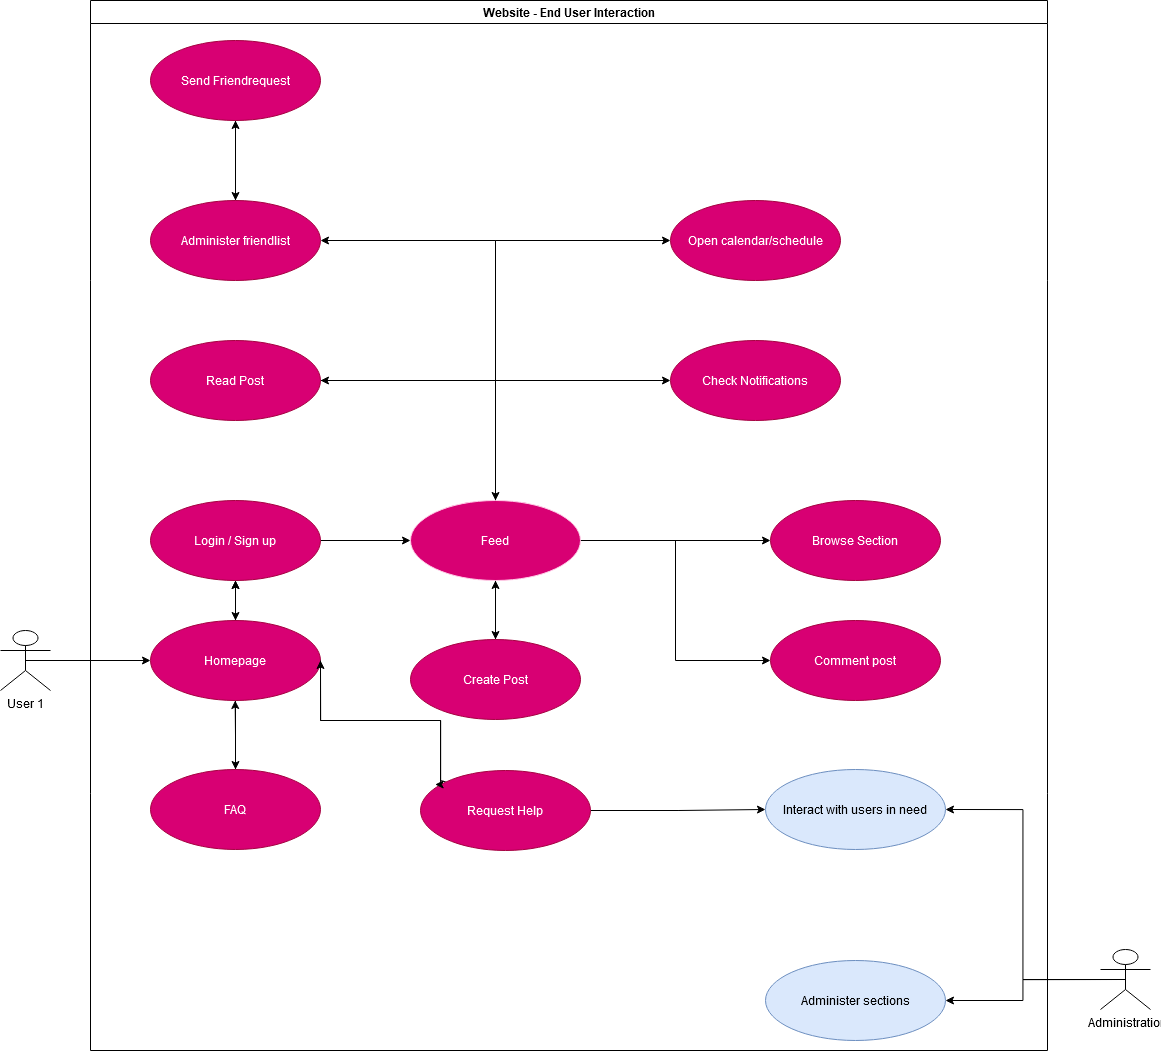 Website - End User Interaction
Send Friendrequest
Administer friendlist
Open calendar/schedule
Read Post
Check Notifications
Login / Sign up
Feed
Browse Section
Homepage
Create Post
Comment post
User 1
FAQ
Request Help
Interact with users in need
Administer sections
Administratio